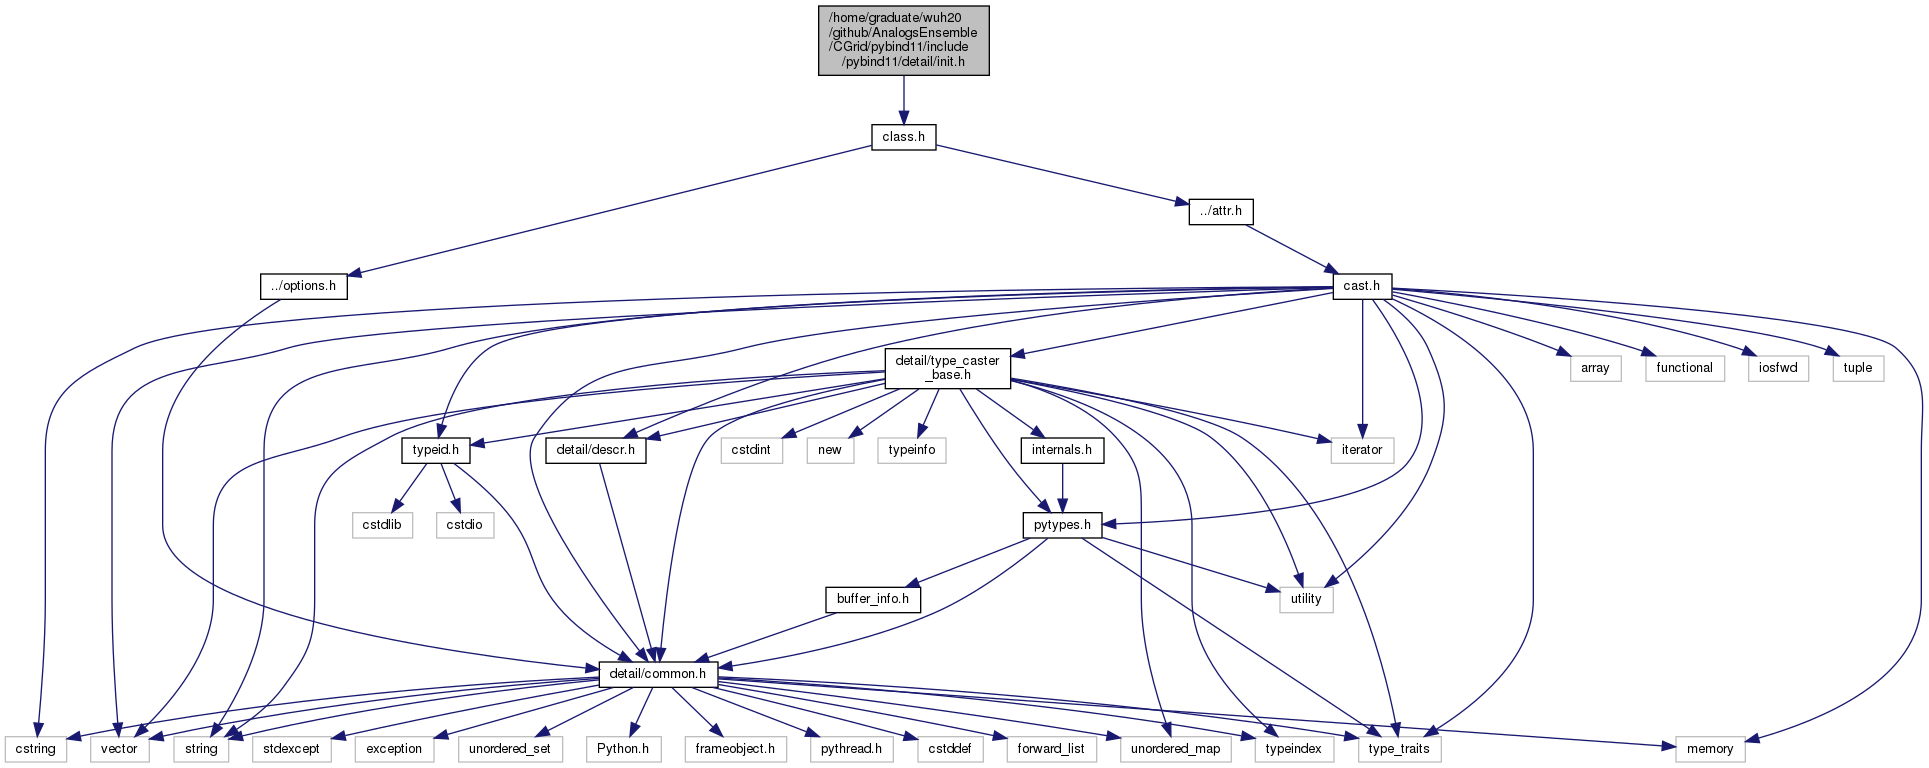 /home/graduate/wuh20
/github/AnalogsEnsemble
/CGrid/pybind11/include
/pybind11/detail/init.h
class.h
../attr.h
../options.h
cast.h
detail/type_caster
_base.h
array
functional
iosfwd
tuple
typeid.h
detail/descr.h
cstdint
new
typeinfo
internals.h
iterator
cstdlib
cstdio
pytypes.h
buffer_info.h
utility
detail/common.h
cstring
vector
string
stdexcept
exception
unordered_set
Python.h
frameobject.h
pythread.h
cstddef
forward_list
unordered_map
typeindex
type_traits
memory